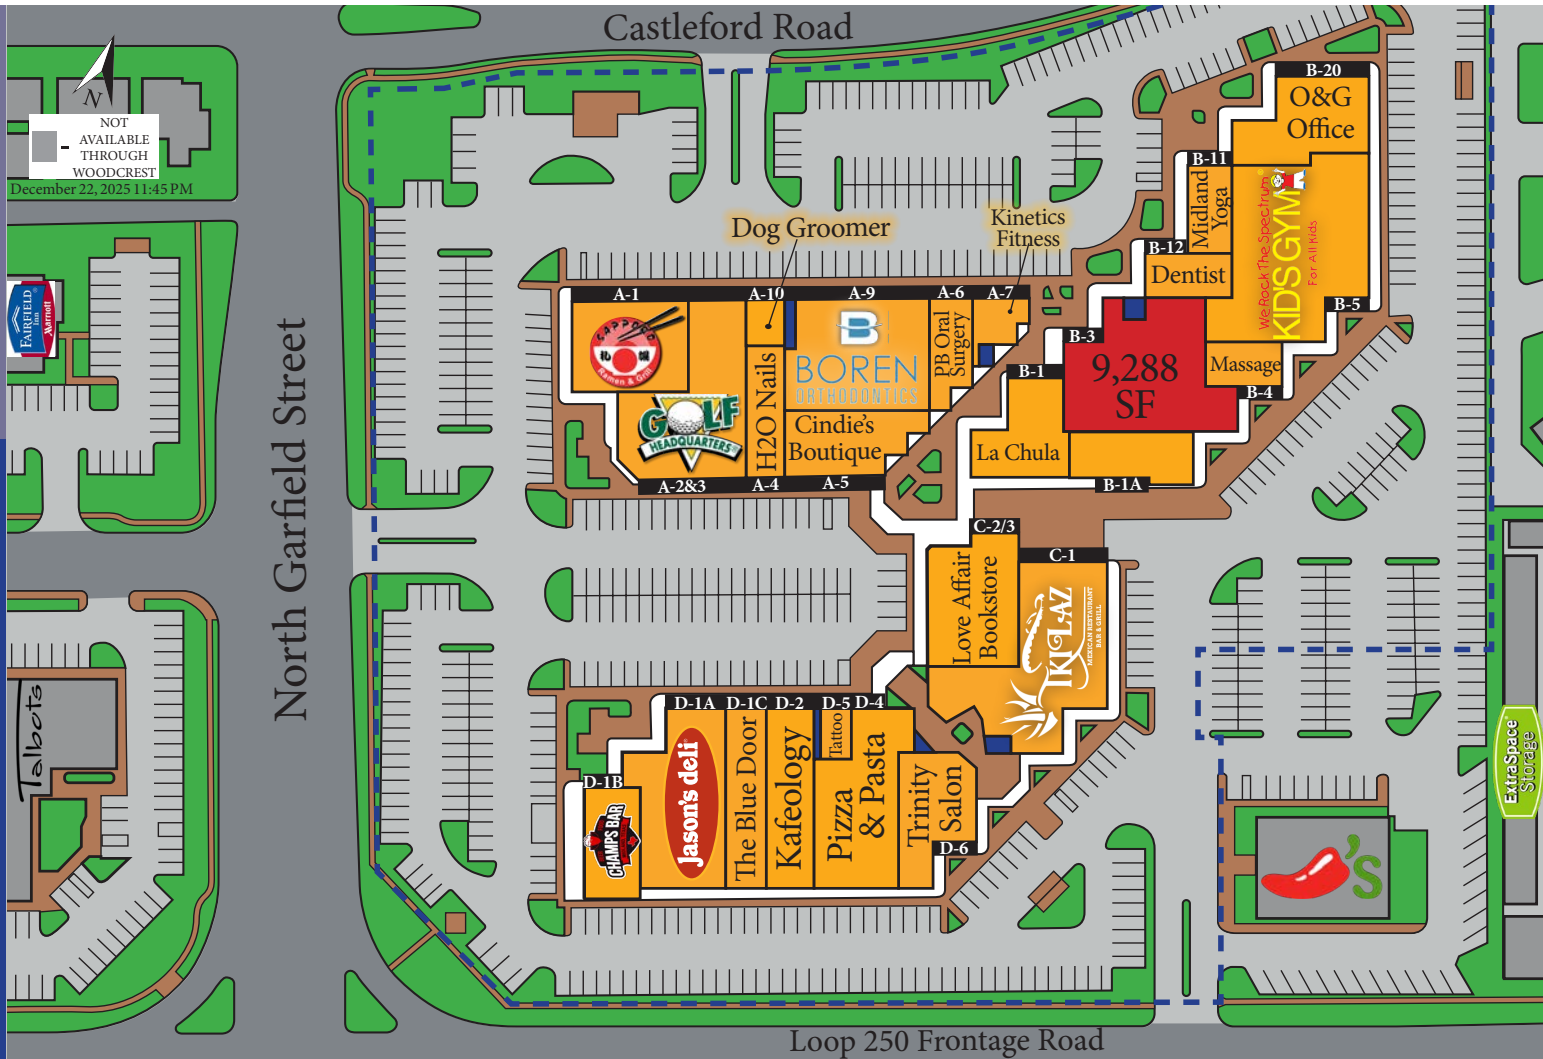 Castleford Road
N
NOT
AVAILABLE
THROUGH
WOODCREST
December 22, 2025 11:45 PM
B-20
O&G
Office
B-11
Midland
Yoga
We Rock The Spectrum
KID'S GYM
For All Kids
B-12
Dentist
B-5
Dog Groomer
Kinetics
Fitness
FAIRFIELD
Inn
Marriott
North Garfield Street
A-1
A-10
A-9
A-6
A-7
SAPPORO
札幌
Ramen & Grill
BOREN
ORTHODONTICS
PB Oral
Surgery
B-3
9,288
SF
Massage
B-4
B-1
GOLF
HEADQUARTERS
H2O Nails
Cindie's
Boutique
La Chula
A-2&3
A-4
A-5
B-1A
C-2/3
C-1
Love Affair
Bookstore
TKILAZ
MEXICAN RESTAURANT
BAR & GRILL
Talbots
D-1A
D-1C
D-2
D-5
D-4
Jason's deli
The Blue Door
Kafeology
Tattoo
Pizza
& Pasta
Trinity
Salon
D-1B
CHAMPS BAR
D-6
ExtraSpace
Storage
'S
Loop 250 Frontage Road